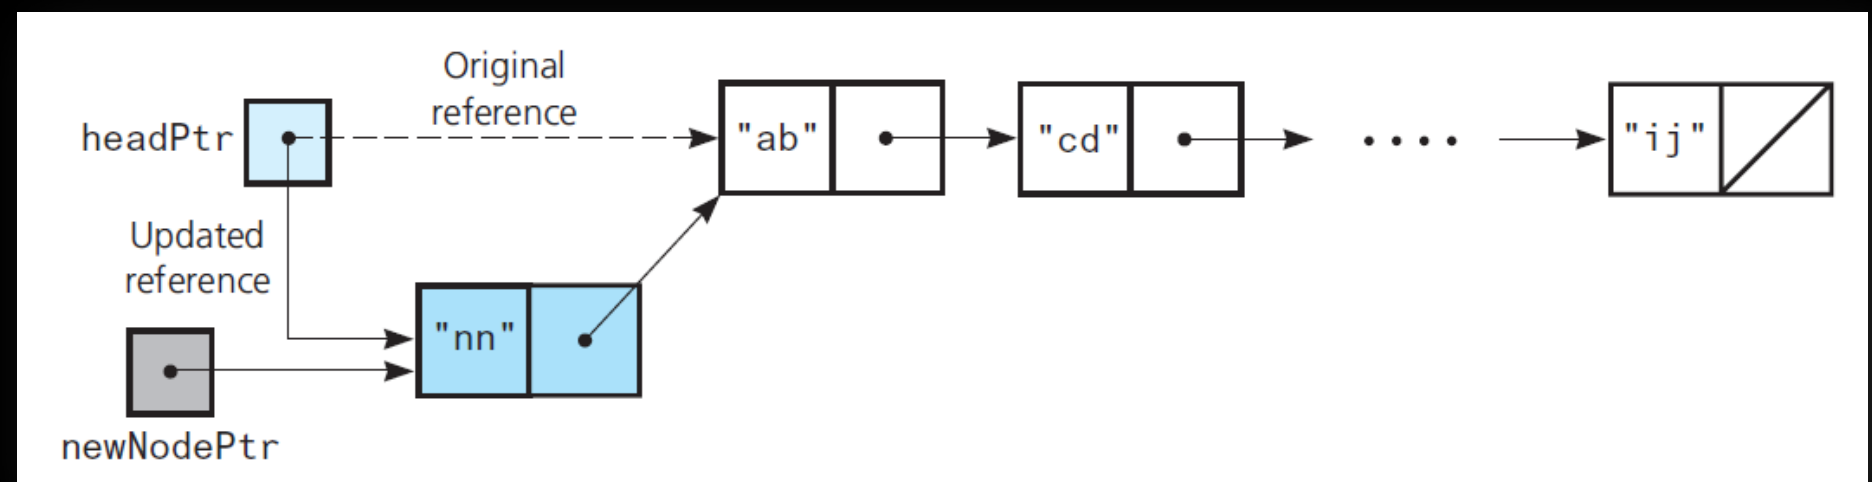 Original
reference
headPtr
"ab"
"cd"
"ij"
Updated
reference
"nn"
newNodePtr